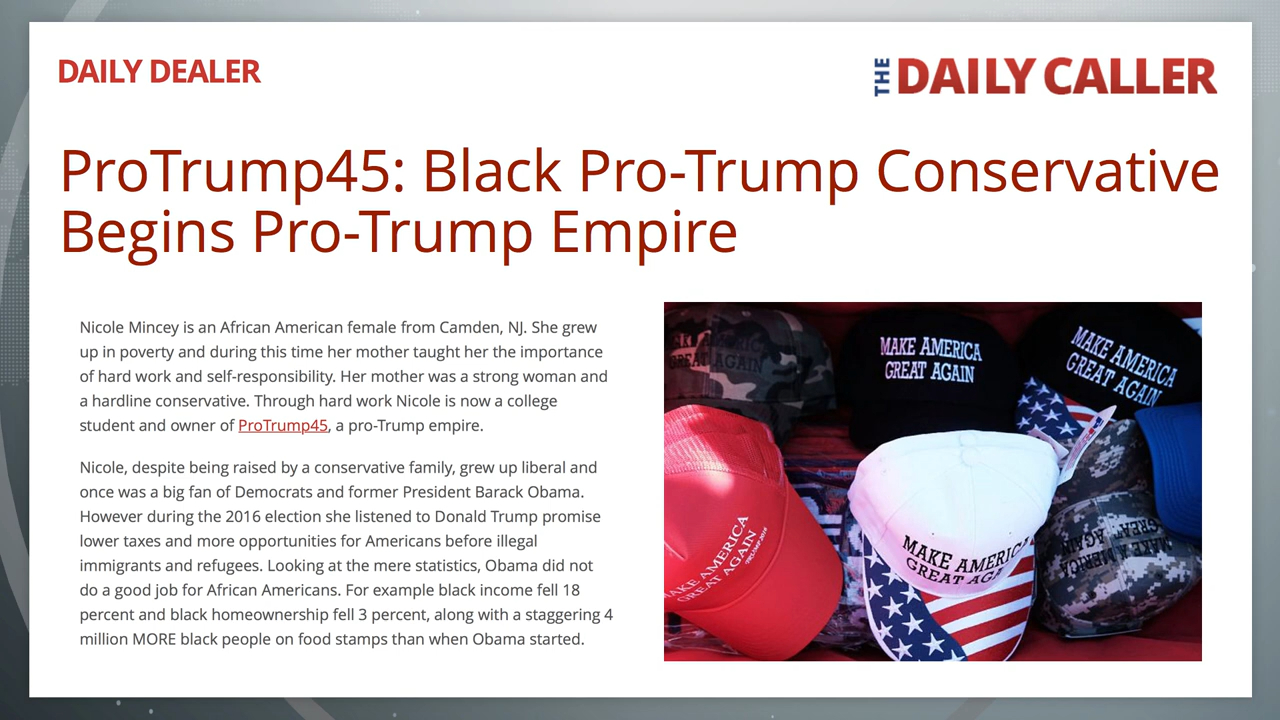 DAILY DEALER
THE DAILY CALLER
ProTrump45: Black Pro-Trump Conservative
Begins Pro-Trump Empire
Nicole Mincey is an African American female from Camden, NJ. She grew
up in poverty and during this time her mother taught her the importance
of hard work and self-responsibility. Her mother was a strong woman and
a hardline conservative. Through hard work Nicole is now a college
student and owner of ProTrump45, a pro-Trump empire.
Nicole, despite being raised by a conservative family, grew up liberal and
once was a big fan of Democrats and former President Barack Obama.
However during the 2016 election she listened to Donald Trump promise
lower taxes and more opportunities for Americans before illegal
immigrants and refugees. Looking at the mere statistics, Obama did not
do a good job for African Americans. For example black income fell 18
percent and black homeownership fell 3 percent, along with a staggering 4
million MORE black people on food stamps than when Obama started.
GREAT AGAIN
MAKE AMERICA
GREAT AGAIN
MAKE AMERICA
GREAT AGAIN
MAKE AMERICA
GREAT AGAIN
MAKE AMERICA
GREAT AGA
MAKE AMERICA
GREAT AGAIN